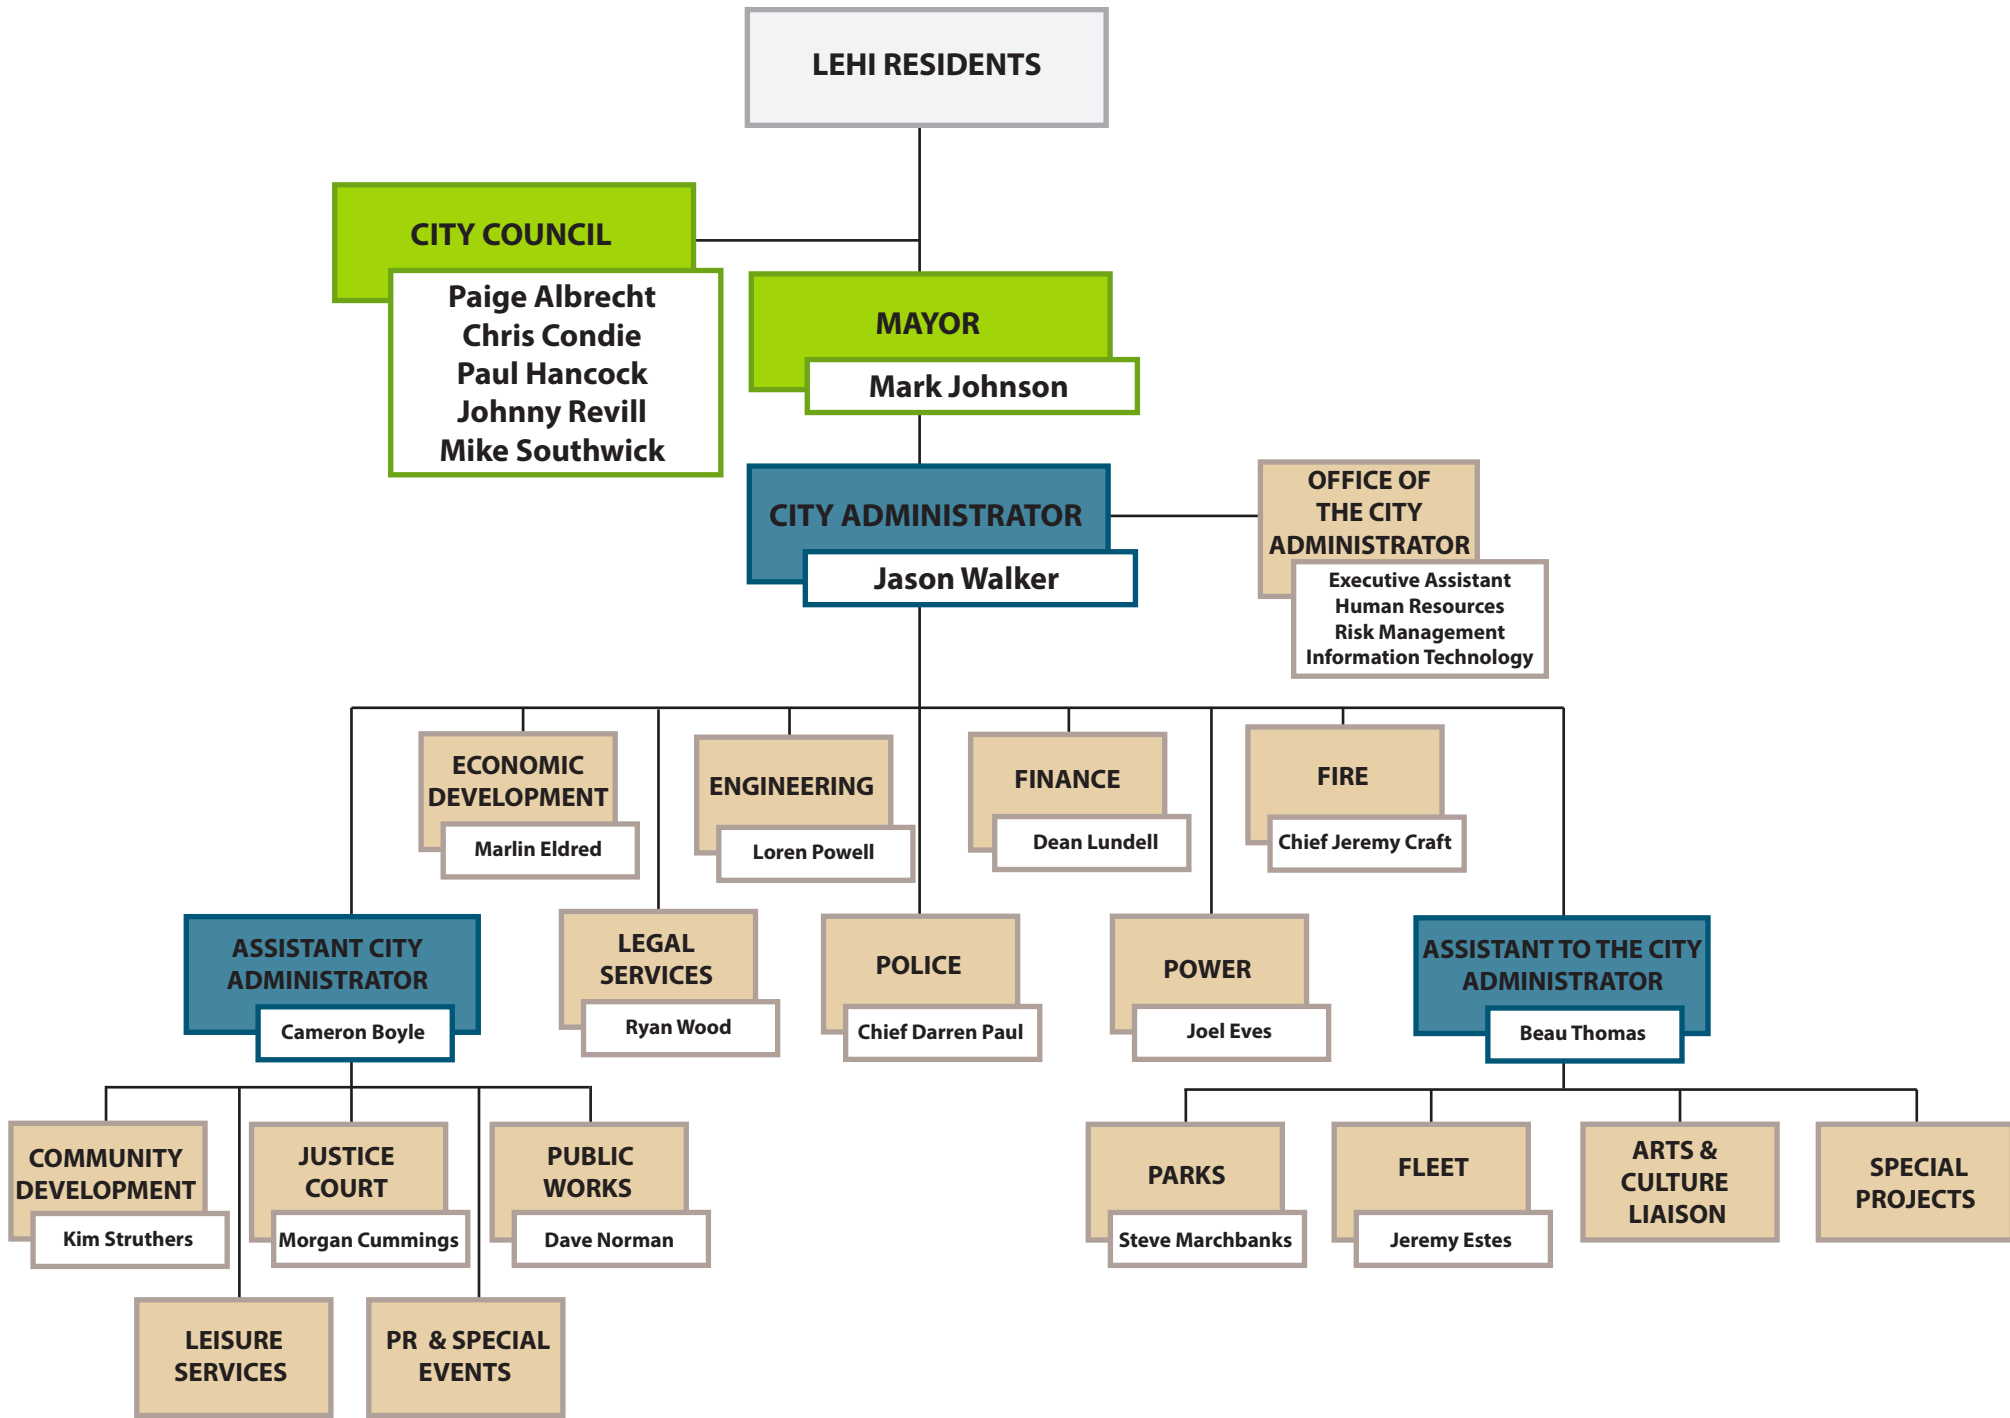 LEHI RESIDENTS
CITY COUNCIL
Paige Albrecht
Chris Condie
Paul Hancock
Johnny Revill
Mike Southwick
MAYOR
Mark Johnson
CITY ADMINISTRATOR
Jason Walker
OFFICE OF
THE CITY
ADMINISTRATOR
Executive Assistant
Human Resources
Risk Management
Information Technology
ECONOMIC
DEVELOPMENT
Marlin Eldred
ENGINEERING
Loren Powell
FINANCE
Dean Lundell
FIRE
Chief Jeremy Craft
ASSISTANT CITY
ADMINISTRATOR
Cameron Boyle
LEGAL
SERVICES
Ryan Wood
POLICE
Chief Darren Paul
POWER
Joel Eves
ASSISTANT TO THE CITY
ADMINISTRATOR
Beau Thomas
COMMUNITY
DEVELOPMENT
Kim Struthers
JUSTICE
COURT
Morgan Cummings
PUBLIC
WORKS
Dave Norman
PARKS
Steve Marchbanks
FLEET
Jeremy Estes
ARTS &
CULTURE
LIAISON
SPECIAL
PROJECTS
LEISURE
SERVICES
PR & SPECIAL
EVENTS